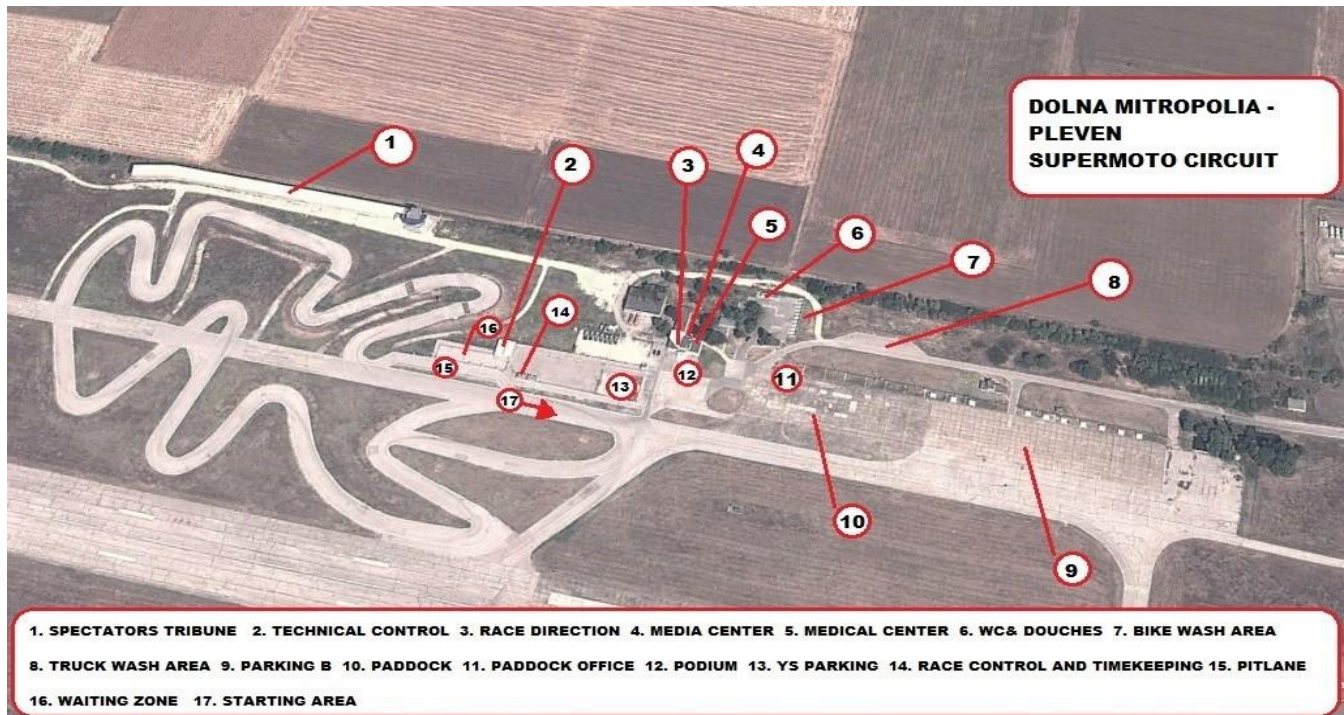 DOLNA MITROPOLIA -
PLEVEN
SUPERMOTO CIRCUIT
1
2
3
4
5
6
7
8
16
14
15
13
12
11
17
10
9
1. SPECTATORS TRIBUNE 2. TECHNICAL CONTROL 3. RACE DIRECTION 4. MEDIA CENTER 5. MEDICAL CENTER 6. WC& DOUCHES 7. BIKE WASH AREA
8. TRUCK WASH AREA 9. PARKING B 10. PADDOCK 11. PADDOCK OFFICE 12. PODIUM 13. YS PARKING 14. RACE CONTROL AND TIMEKEEPING 15. PITLANE
16. WAITING ZONE 17. STARTING AREA